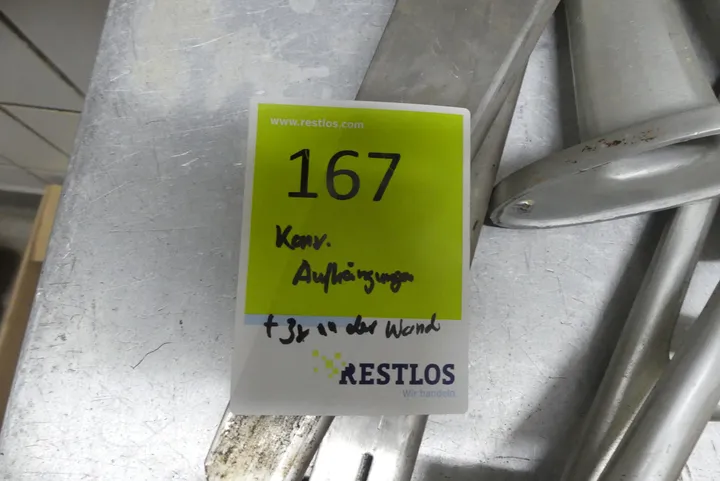 www.restlos.com
167
Konv.
Aufhängungen
+ 3x in der Wand
RESTLOS
Wir handeln